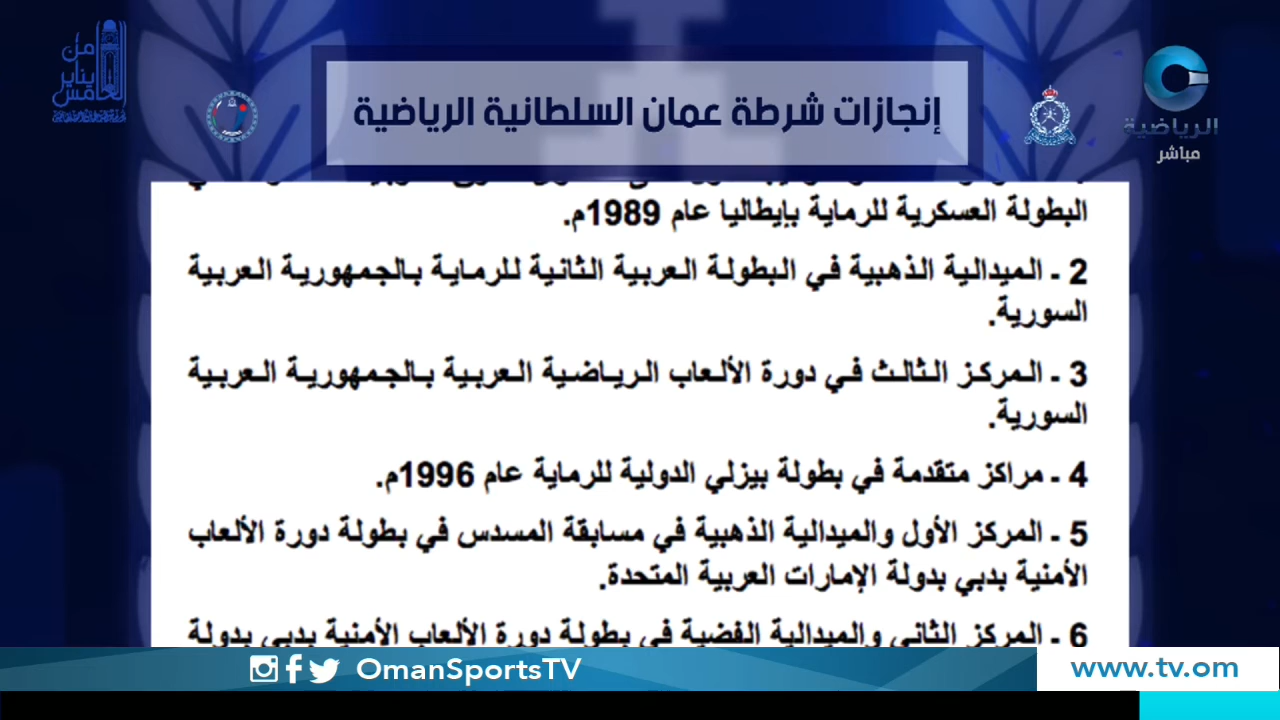 من
يناير
الخامس
إنجازات شرطة عمان السلطانية الرياضية
الرياضية
مباشر
البطولة العسكرية للرماية بإيطاليا عام 1989م.
2 ـ الميدالية الذهبية في البطولة العربية الثانية للرماية بالجمهورية العربية
السورية.
3 ـ المركز الثالث في دورة الألعاب الرياضية العربية بالجمهورية العربية
السورية.
4 ـ مراكز متقدمة في بطولة بيزلي الدولية للرماية عام 1996م.
5 ـ المركز الأول والميدالية الذهبية في مسابقة المسدس في بطولة دورة الألعاب
الأمنية بدبي بدولة الإمارات العربية المتحدة.
6 ـ المركز الثاني والميدالية الفضية في بطولة دورة الألعاب الأمنية بدبي بدولة
OmanSportsTV
www.tv.om